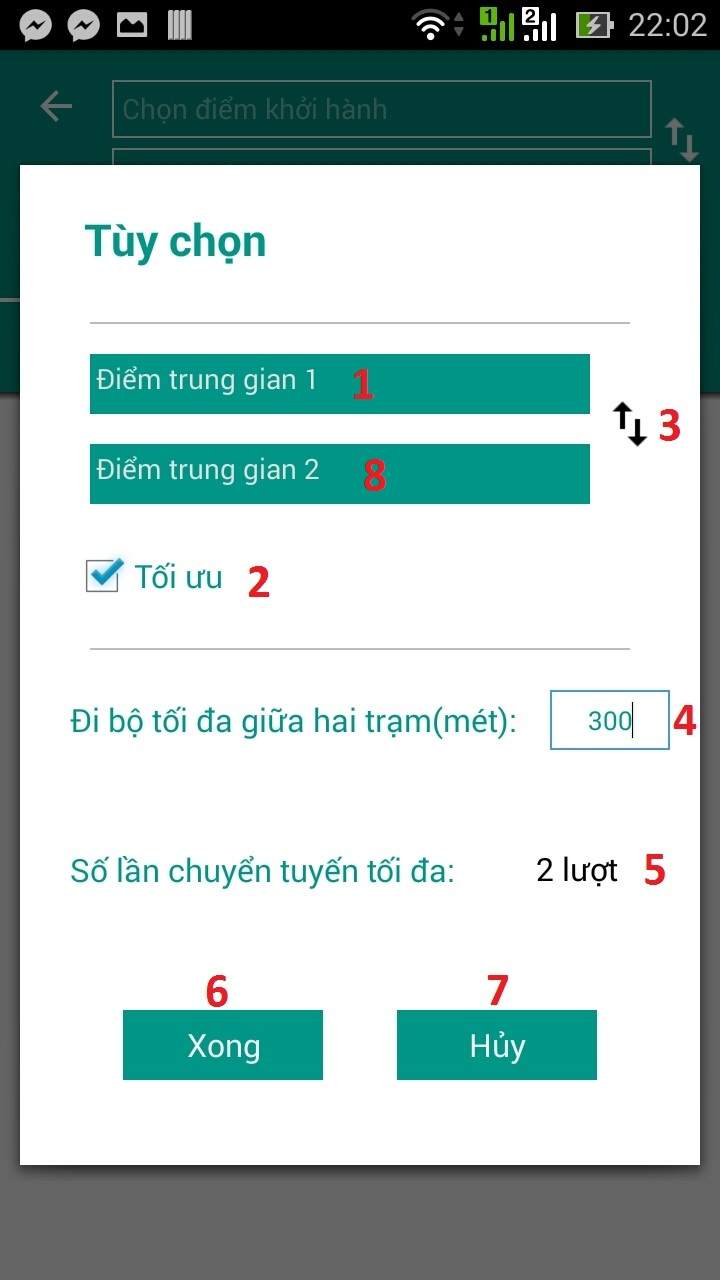 1 2 22:02
Chọn điểm khởi hành
Tùy chọn
Điểm trung gian 1 1
3
Điểm trung gian 2 8
Tối ưu 2
Đi bộ tối đa giữa hai trạm(mét): 300 4
Số lần chuyển tuyến tối đa: 2 lượt 5
6 7
Xong Hủy